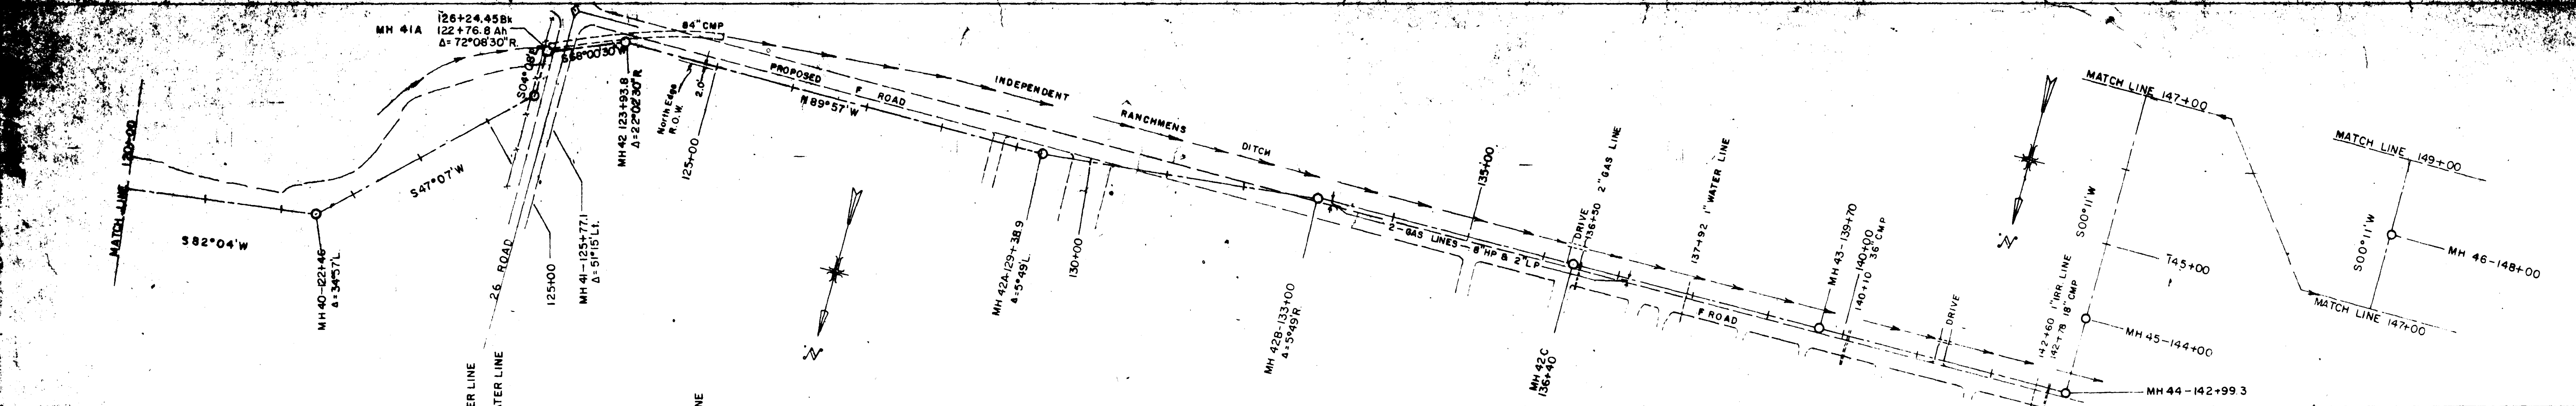 126+24.45Bk
MH 41A 122+76.8 Ah
Δ= 72°08'30"R.
84" CMP
S04°08'E
S68°00'30"W
MATCH LINE 120+00
S82°04'W
MH 40-122+46
Δ=34°57'L.
S47°07'W
26 ROAD
125+00
MH 41-125+77.1
Δ=51°15'Lt.
MH 42 123+93.8
Δ=22°02'30"R.
North Edge
R.O.W.
2.0'
125+00
PROPOSED F ROAD
N89°57'W
INDEPENDENT RANCHMENS DITCH
MH 42A-129+38.9
Δ=5°49'L.
130+00
MH 42B-133+00
Δ=5°49'R.
135+00
2-GAS LINES-8"HP & 2"LP
DRIVE
136+50 2" GAS LINE
MH 42C
136+40
137+92 1" WATER LINE
F ROAD
MH 43-139+70
140+00
140+10 36" CMP
DRIVE
142+60 1" IRR. LINE
142+78 18" CMP
MH 44-142+99.3
MH 45-144+00
145+00
S00°11'W
MATCH LINE 147+00
N
N
MATCH LINE 149+00
S00°11'W
MH 46-148+00
MATCH LINE 147+00
ER LINE
ATER LINE
NE